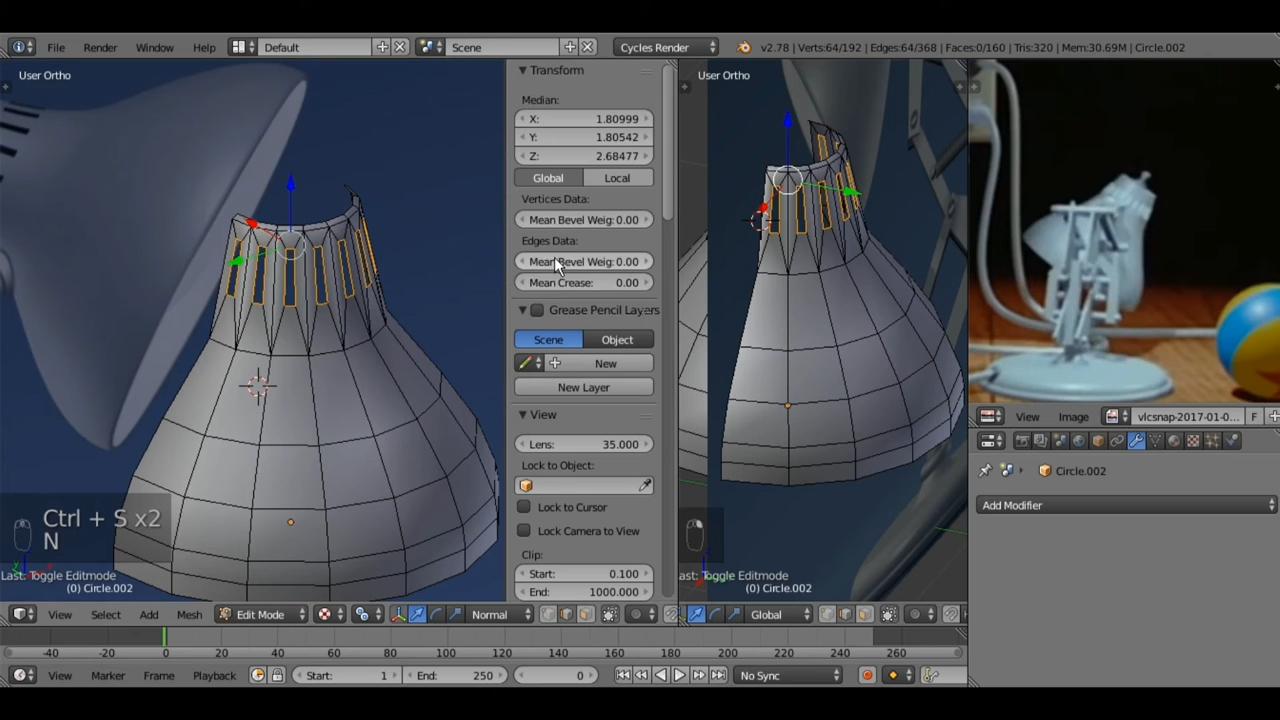 File Render Window Help Default Scene Cycles Render v2.78 | Verts:64/192 | Edges:64/368 | Faces:0/160 | Tris:320 | Mem:30.69M | Circle.002
User Ortho
Transform
Median:
X: 1.80999
Y: 1.80542
Z: 2.68477
Global Local
Vertices Data:
Mean Bevel Weig: 0.00
Edges Data:
Mean Bevel Weig: 0.00
Mean Crease: 0.00
Grease Pencil Layers
Scene Object
New
New Layer
View
Lens: 35.000
Lock to Object:
Lock to Cursor
Lock Camera to View
Clip:
Start: 0.100
End: 1000.000
Ctrl + S x2
N
Last: Toggle Editmode
(0) Circle.002
User Ortho
ast: Toggle Editmode
(0) Circle.002
View Image vlcsnap-2017-01-0... F
Circle.002
Add Modifier
View Select Add Mesh Edit Mode Normal Global
-40 -20 0 20 40 60 80 100 120 140 160 180 200 220 240 260
View Marker Frame Playback Start: 1 End: 250 0 No Sync